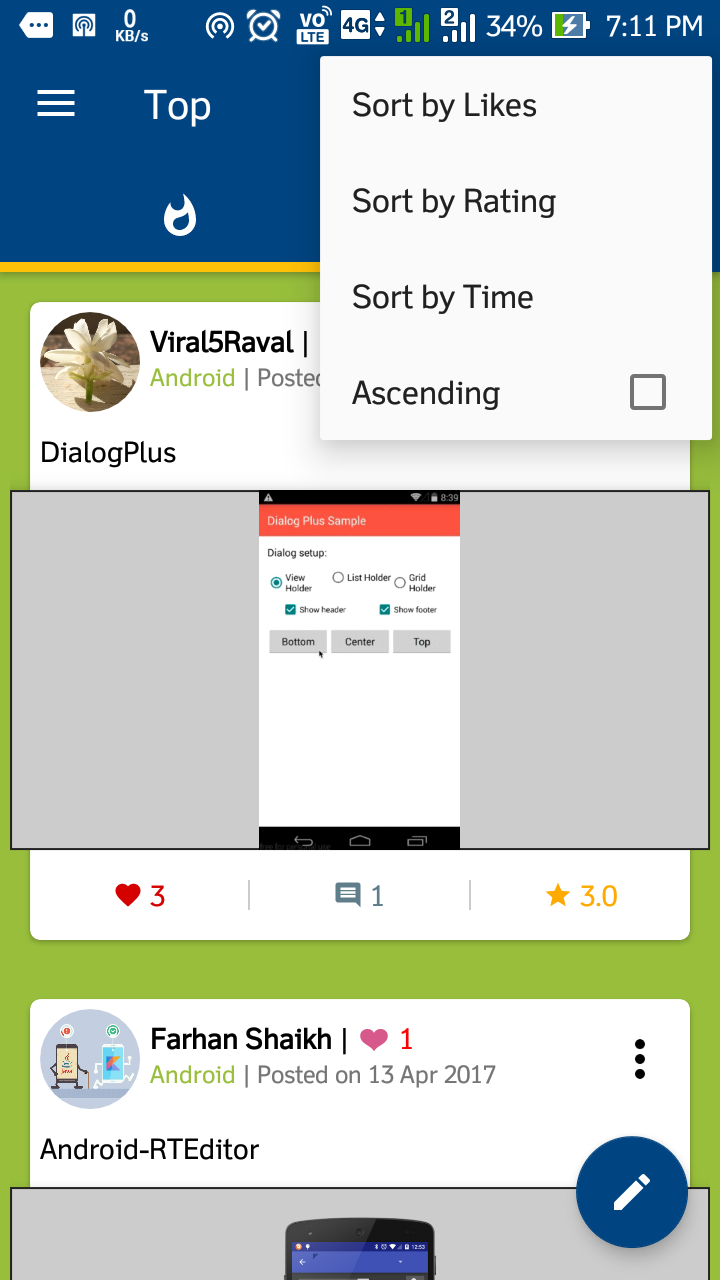 0
KB/s
VO
LTE
4G
1
2
34%
7:11 PM
Top
Sort by Likes
Sort by Rating
Sort by Time
Ascending
Viral5Raval |
Android | Posted
DialogPlus
8:39
Dialog Plus Sample
Dialog setup:
View Holder
List Holder
Grid Holder
Show header
Show footer
Bottom
Center
Top
3
1
3.0
Farhan Shaikh | 1
Android | Posted on 13 Apr 2017
Android-RTEditor
12:53